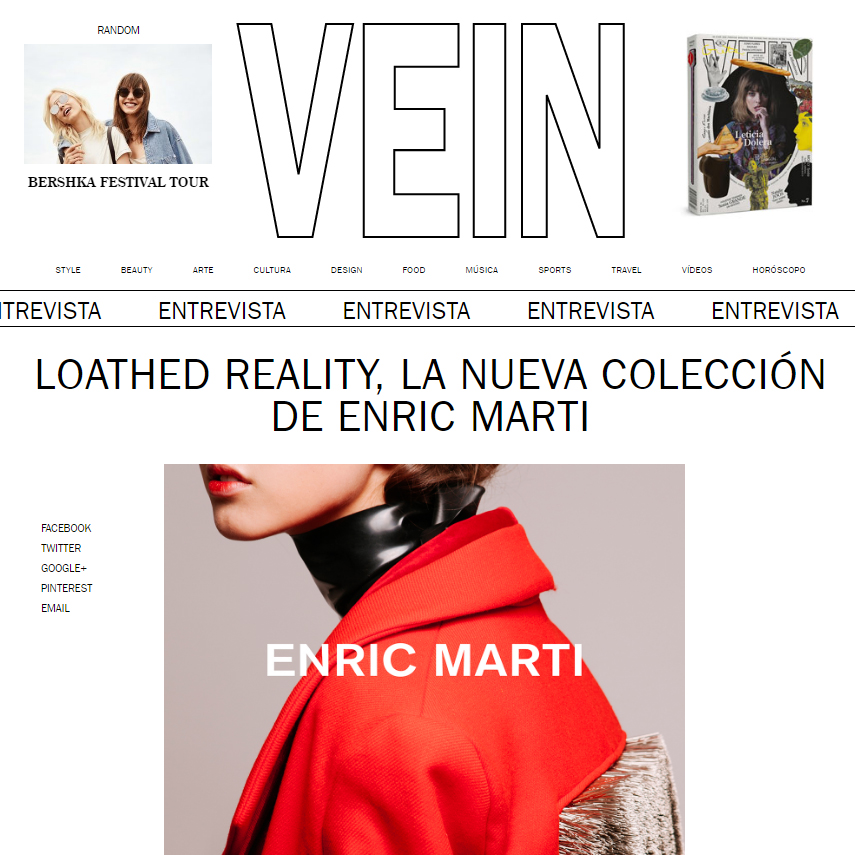 RANDOM
VEIN
Leticia
Dolera
BERSHKA FESTIVAL TOUR
STYLE BEAUTY ARTE CULTURA DESIGN FOOD MÚSICA SPORTS TRAVEL VÍDEOS HORÓSCOPO
NTREVISTA ENTREVISTA ENTREVISTA ENTREVISTA ENTREVISTA
LOATHED REALITY, LA NUEVA COLECCIÓN
DE ENRIC MARTI
FACEBOOK
TWITTER
GOOGLE+
PINTEREST
EMAIL
ENRIC MARTI